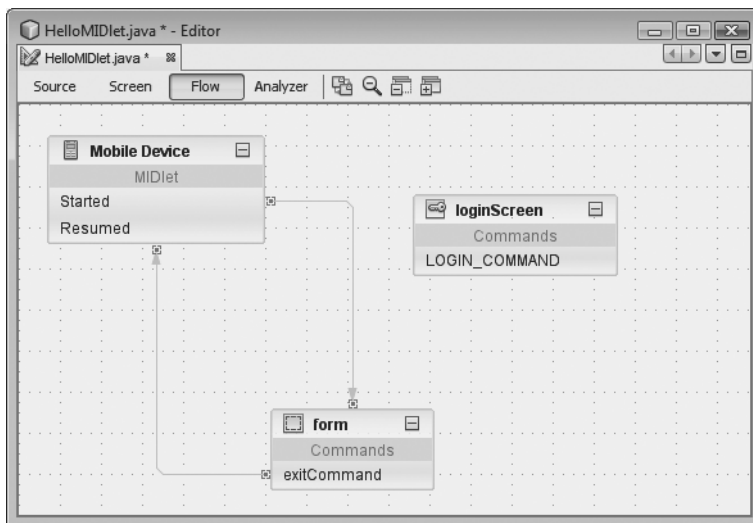 HelloMIDlet.java * - Editor
HelloMIDlet.java *
Source Screen Flow Analyzer
Mobile Device
MIDlet
Started
Resumed
loginScreen
Commands
LOGIN_COMMAND
form
Commands
exitCommand